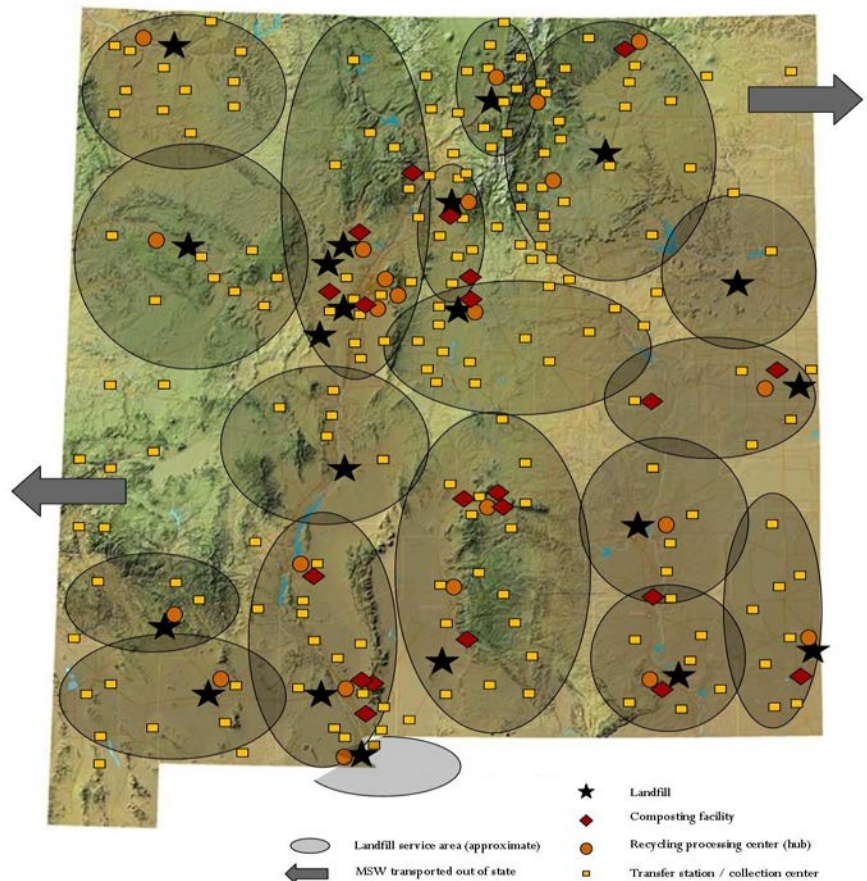 Landfill
Composting facility
Landfill service area (approximate)
Recycling processing center (hub)
MSW transported out of state
Transfer station / collection center